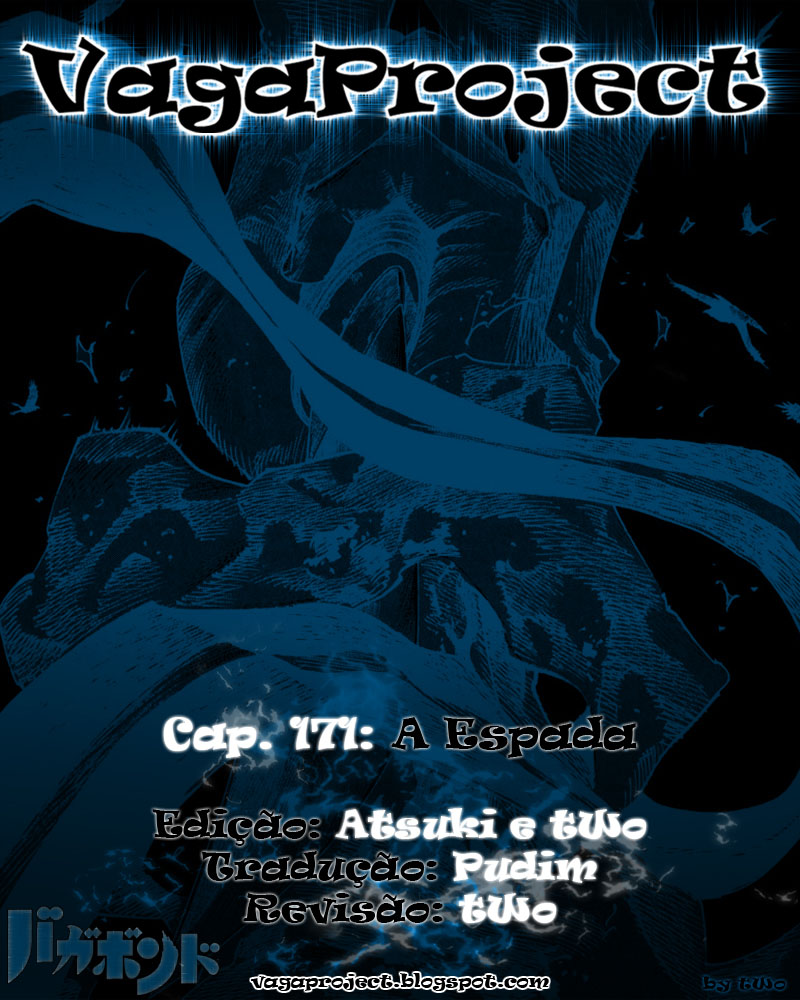 VagaProject
Cap. 171: A Espada
Edição: Atsuki e tWo
Tradução: Pudim
Revisão: tWo
バガボンド
vagaproject.blogspot.com
by tWo